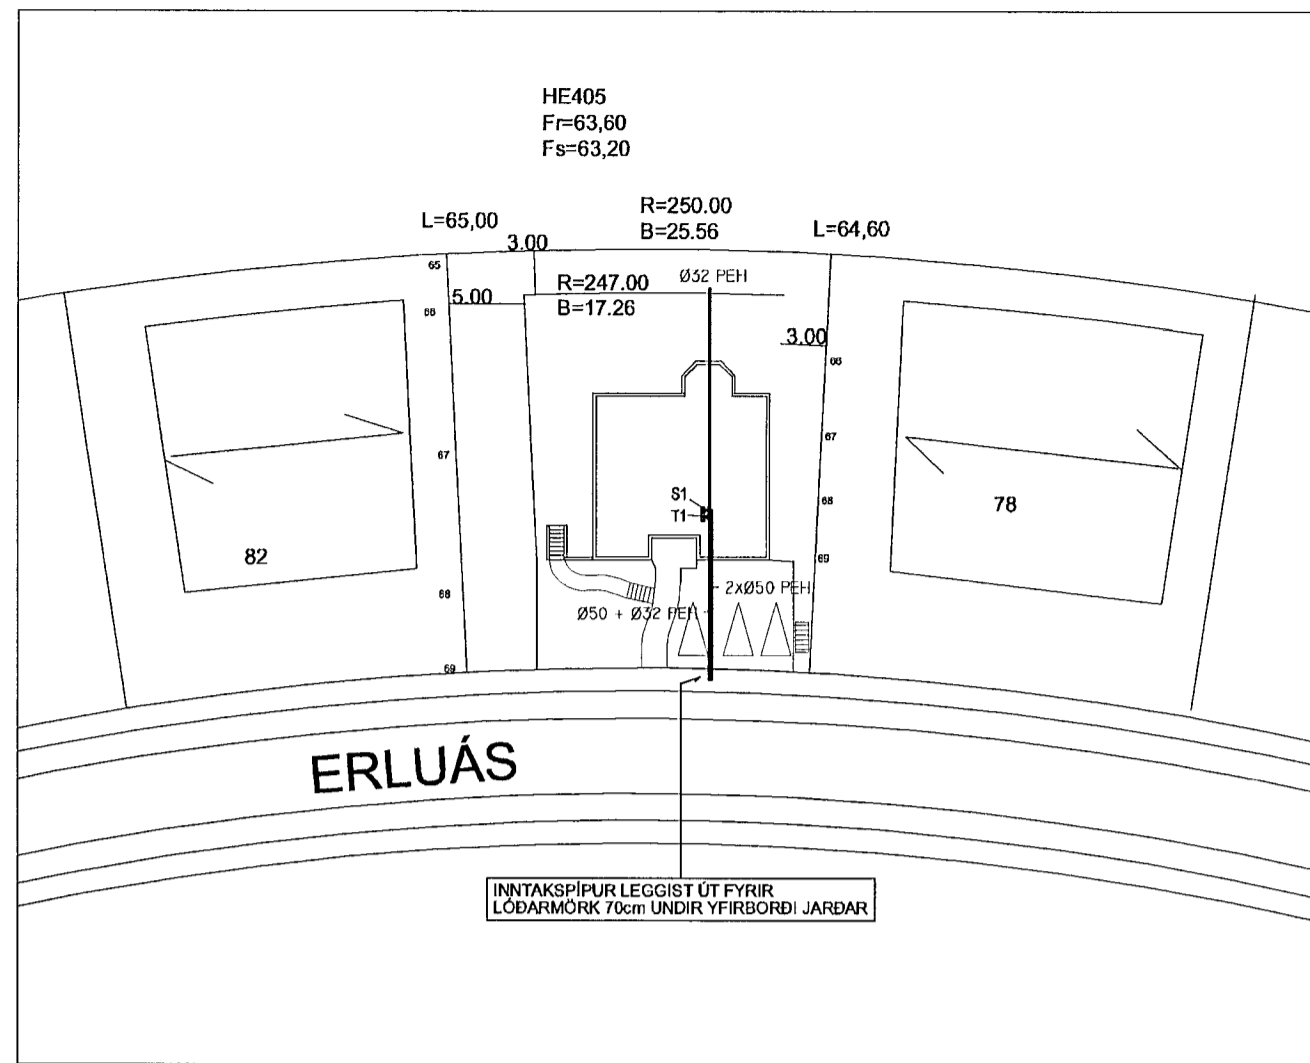 HE405
Fr=63,60
Fs=63,20
R=250.00
B=25.56
L=65,00
L=64,60
3.00
65
R=247.00
B=17.26
Ø32 PEH
5.00
66
3.00
66
67
67
S1
T1
68
78
82
69
68
2xØ50 PEH
Ø50 + Ø32 PEH
69
ERLUÁS
INNTAKSPÍPUR LEGGIST ÚT FYRIR
LÓÐARMÖRK 70cm UNDIR YFIRBORÐI JARÐAR